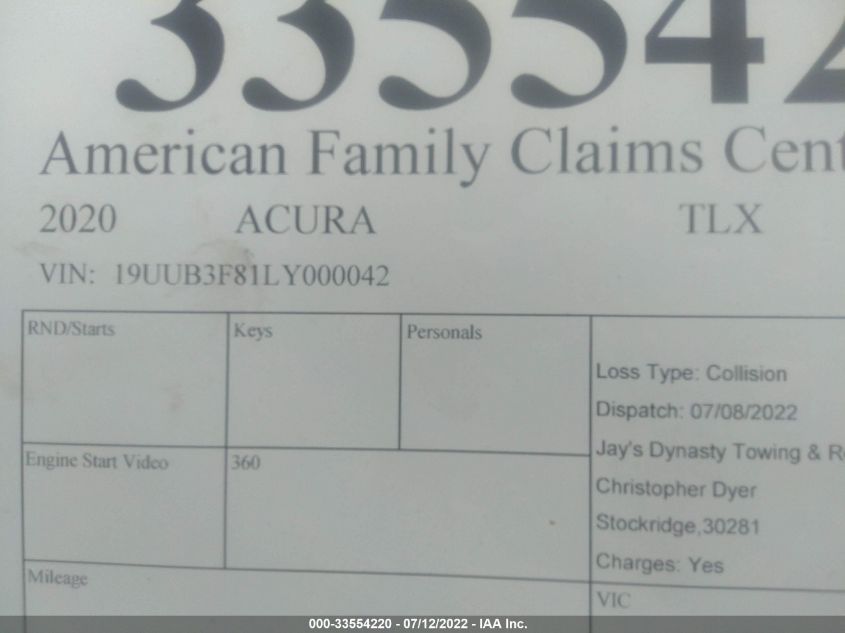 33554
American Family Claims Cent
2020 ACURA TLX
VIN: 19UUB3F81LY000042
RND/Starts Keys Personals
Loss Type: Collision
Dispatch: 07/08/2022
Jay's Dynasty Towing & R
Engine Start Video 360
Christopher Dyer
Stockridge,30281
Charges: Yes
Mileage
VIC
000-33554220 - 07/12/2022 - IAA Inc.